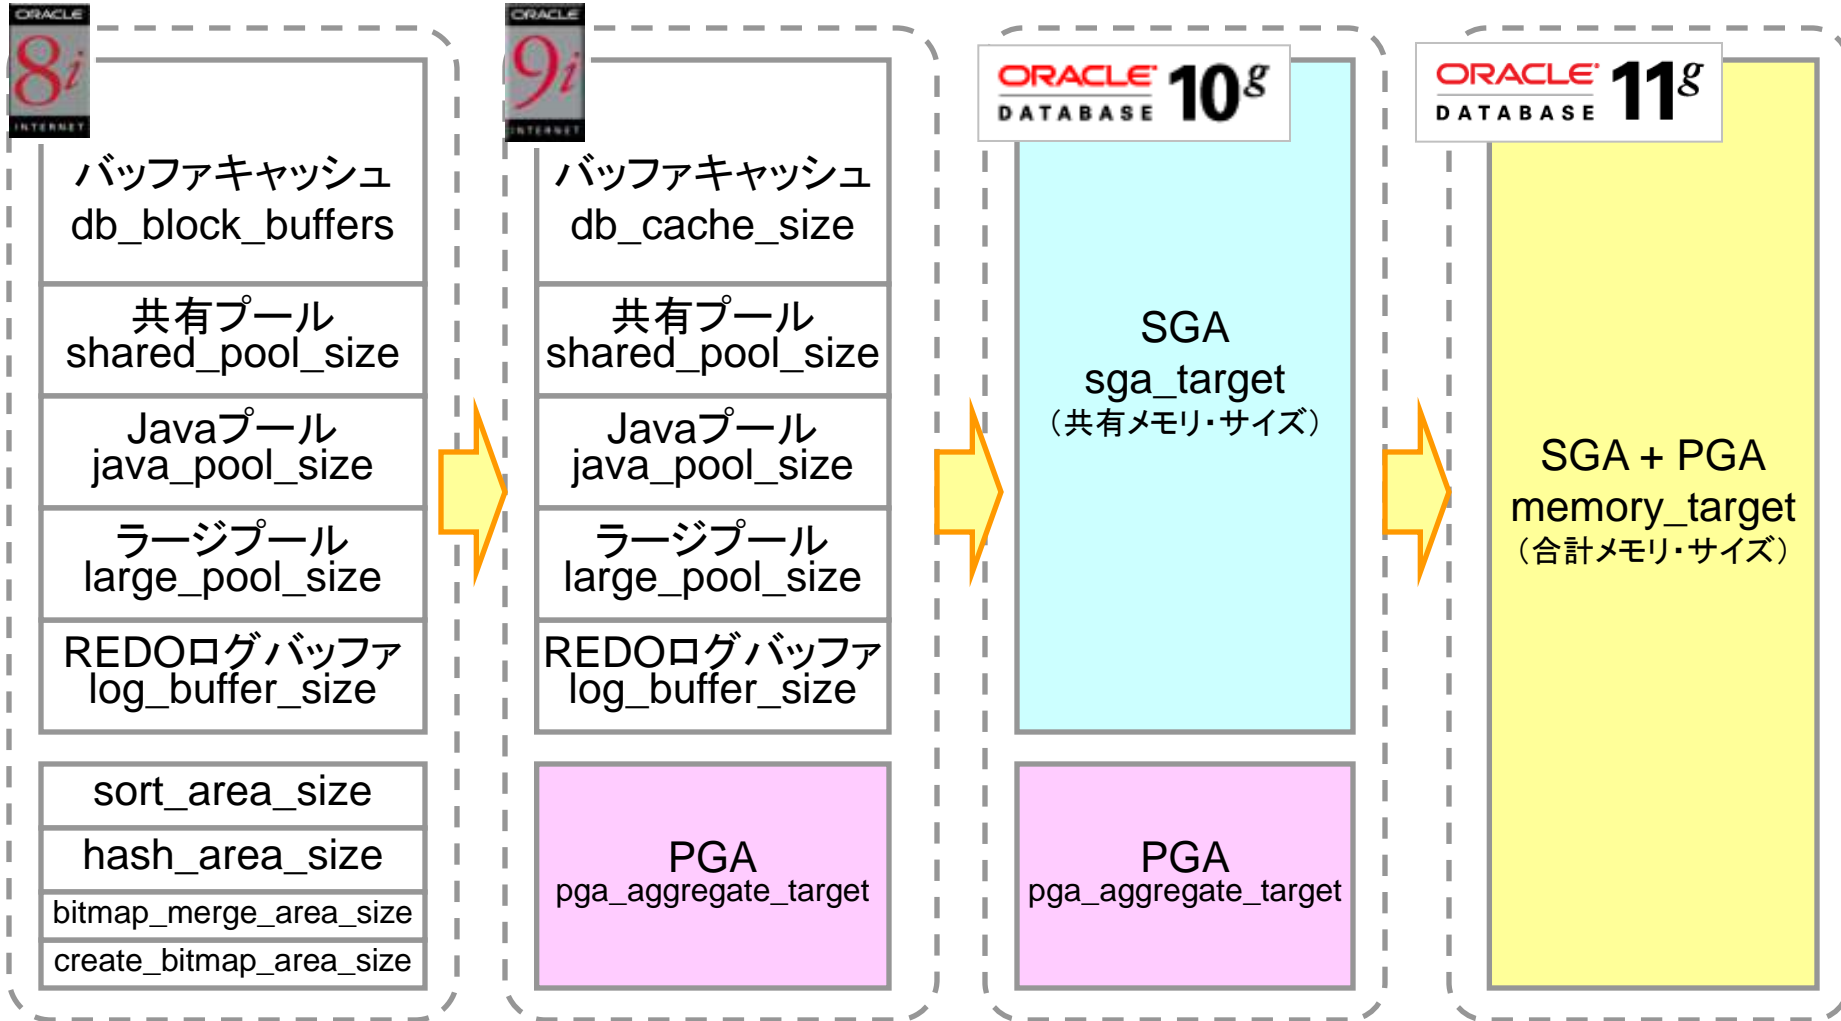 ORACLE
8i
INTERNET
バッファキャッシュ
db_block_buffers
共有プール
shared_pool_size
Javaプール
java_pool_size
ラージプール
large_pool_size
REDOログバッファ
log_buffer_size
sort_area_size
hash_area_size
bitmap_merge_area_size
create_bitmap_area_size
ORACLE
9i
INTERNET
バッファキャッシュ
db_cache_size
共有プール
shared_pool_size
Javaプール
java_pool_size
ラージプール
large_pool_size
REDOログバッファ
log_buffer_size
PGA
pga_aggregate_target
ORACLE
DATABASE 10g
SGA
sga_target
（共有メモリ・サイズ）
PGA
pga_aggregate_target
ORACLE
DATABASE 11g
SGA + PGA
memory_target
（合計メモリ・サイズ）